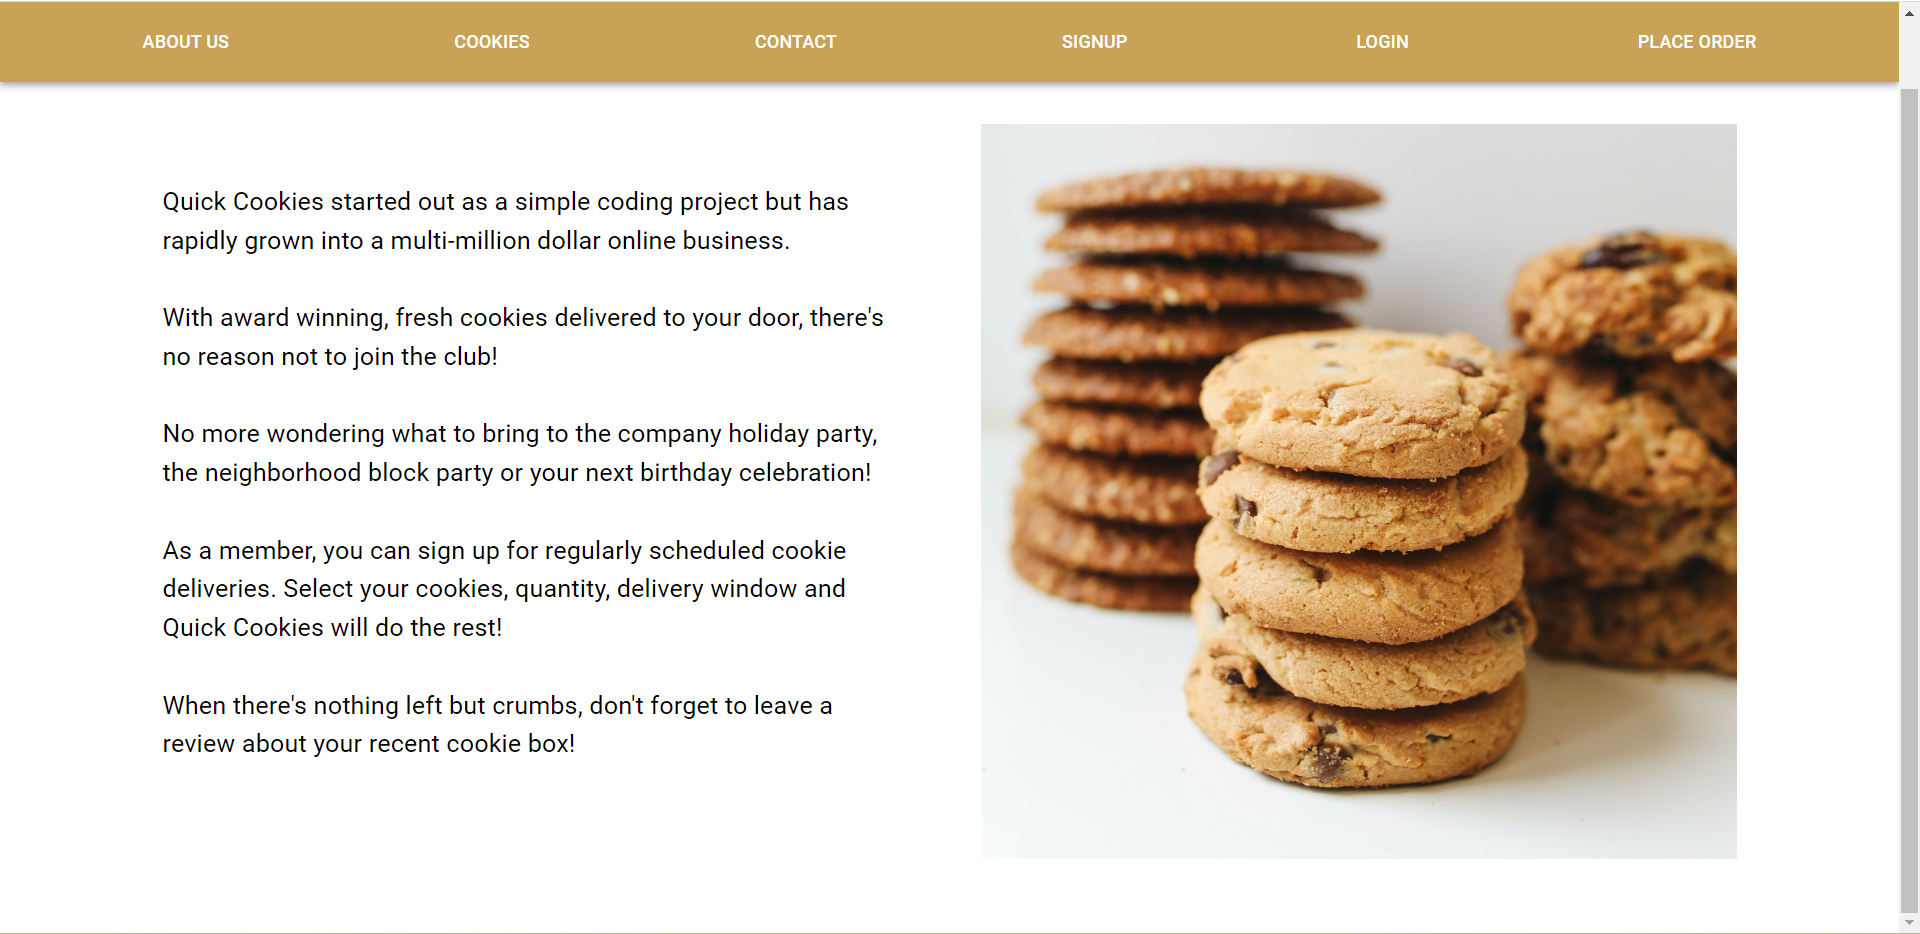 ABOUT US
COOKIES
CONTACT
SIGNUP
LOGIN
PLACE ORDER
Quick Cookies started out as a simple coding project but has
rapidly grown into a multi-million dollar online business.
With award winning, fresh cookies delivered to your door, there's
no reason not to join the club!
No more wondering what to bring to the company holiday party,
the neighborhood block party or your next birthday celebration!
As a member, you can sign up for regularly scheduled cookie
deliveries. Select your cookies, quantity, delivery window and
Quick Cookies will do the rest!
When there's nothing left but crumbs, don't forget to leave a
review about your recent cookie box!